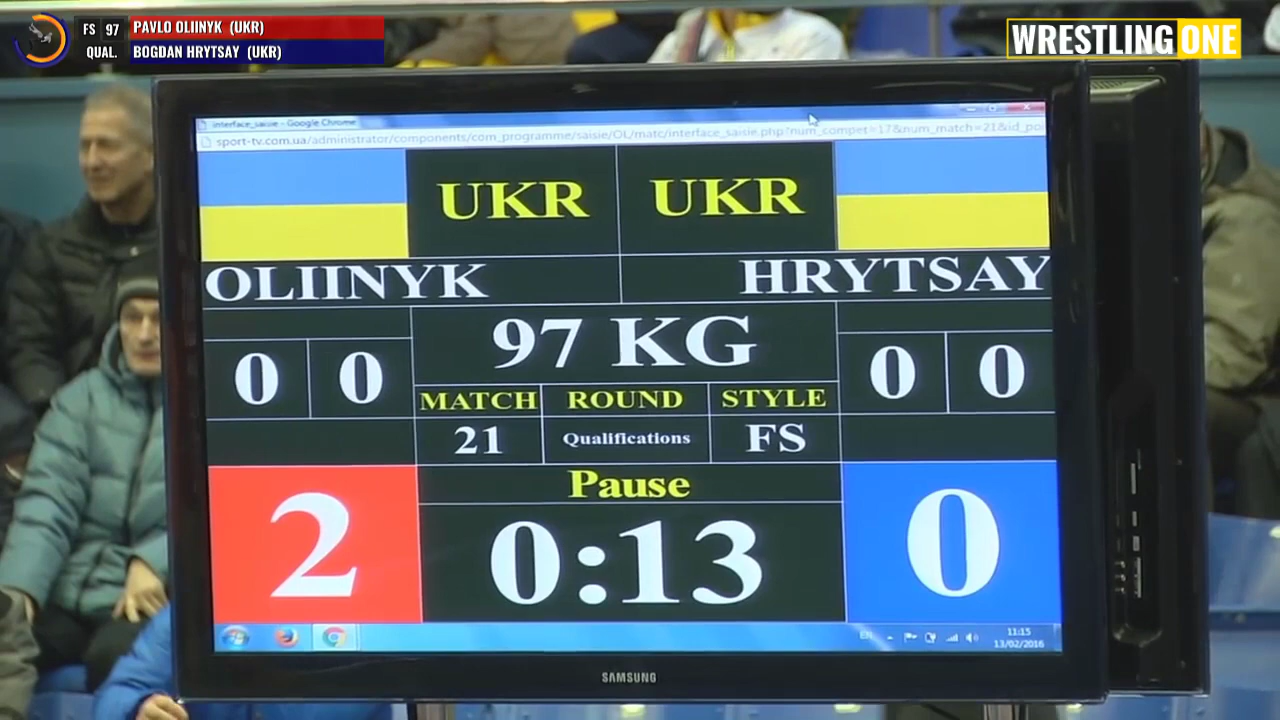 FS 97 PAVLO OLIINYK (UKR)
QUAL. BOGDAN HRYTSAY (UKR)
WRESTLING ONE
interface_saisie - Google Chrome
sport-tv.com.ua/administrator/components/com_programme/saisie/OL/matc/interface_saisie.php?num_compet=17&num_match=21&id_poi
UKR UKR
OLIINYK HRYTSAY
97 KG
0 0 0 0
MATCH ROUND STYLE
21 Qualifications FS
Pause
2 0:13 0
EN 11:15
13/02/2016
SAMSUNG